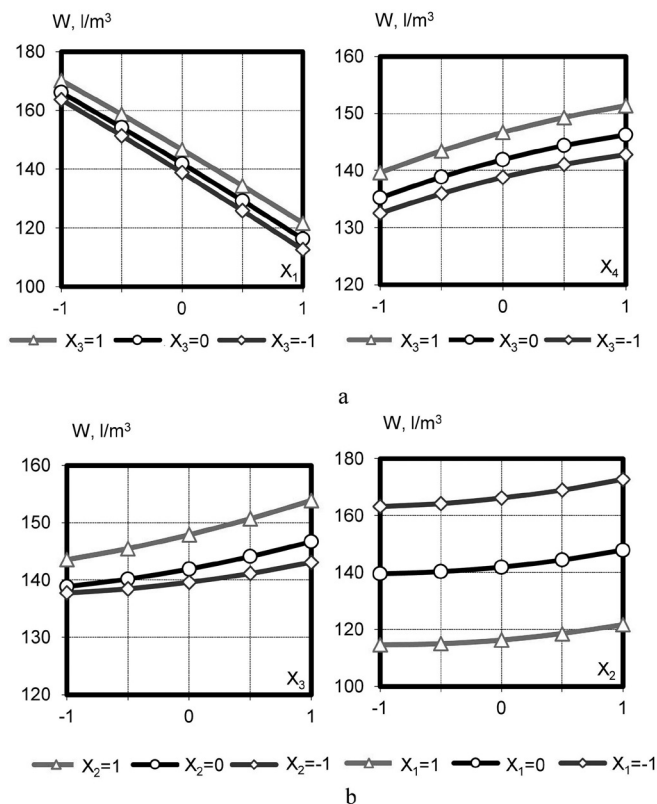 W, l/m³
180
160
140
120
100
-1 0 1
X₁
X₃=1 X₃=0 X₃=-1
W, l/m³
160
150
140
130
120
-1 0 1
X₄
X₃=1 X₃=0 X₃=-1
a
W, l/m³
160
150
140
130
120
-1 0 1
X₃
X₂=1 X₂=0 X₂=-1
W, l/m³
180
160
140
120
100
-1 0 1
X₂
X₁=1 X₁=0 X₁=-1
b